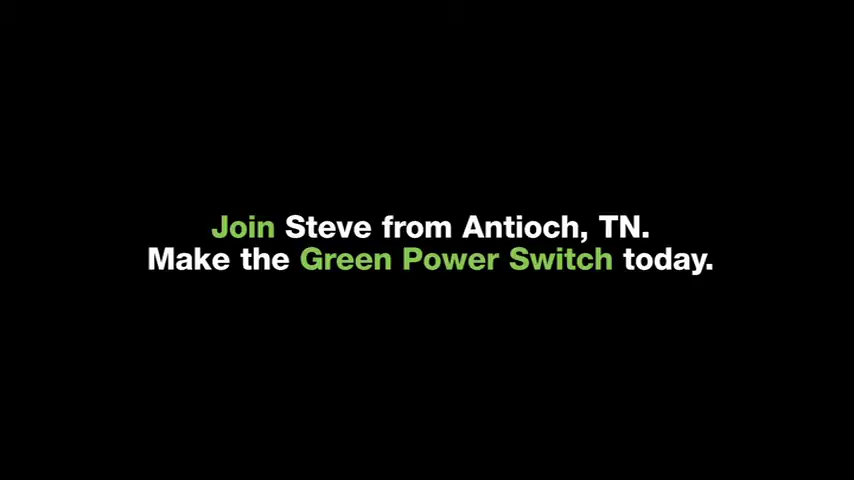 Join Steve from Antioch, TN.
Make the Green Power Switch today.